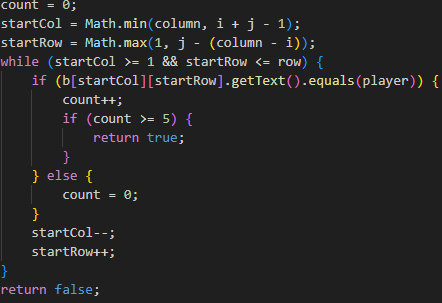 count = 0;
startCol = Math.min(column, i + j - 1);
startRow = Math.max(1, j - (column - i));
while (startCol >= 1 && startRow <= row) {
    if (b[startCol][startRow].getText().equals(player)) {
        count++;
        if (count >= 5) {
            return true;
        }
    } else {
        count = 0;
    }
    startCol--;
    startRow++;
}
return false;